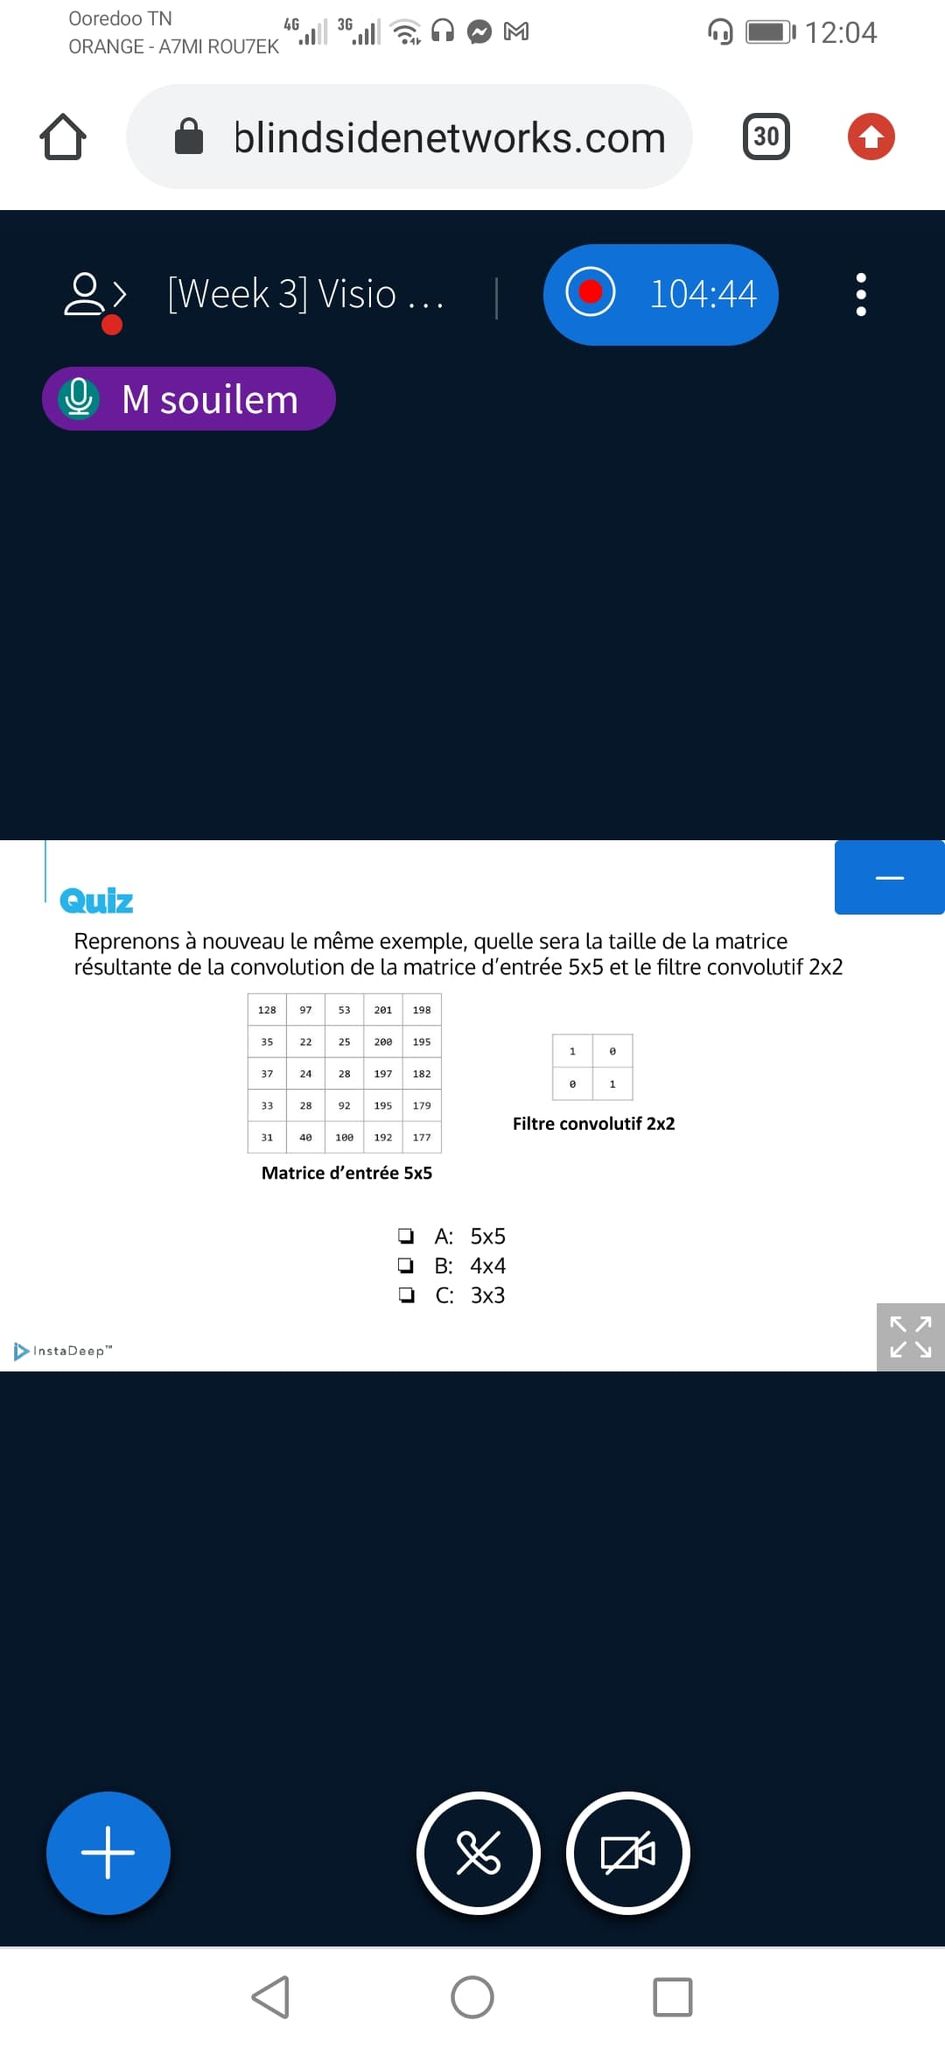 Ooredoo TN
ORANGE - A7MI ROU7EK
4G 3G
12:04
blindsidenetworks.com
30
[Week 3] Visio ...
104:44
M souilem
Quiz
Reprenons à nouveau le même exemple, quelle sera la taille de la matrice
résultante de la convolution de la matrice d'entrée 5x5 et le filtre convolutif 2x2
128 97 53 201 198
35 22 25 200 195
37 24 28 197 182
33 28 92 195 179
31 40 100 192 177
Matrice d'entrée 5x5
1 0
0 1
Filtre convolutif 2x2
A: 5x5
B: 4x4
C: 3x3
InstaDeep™